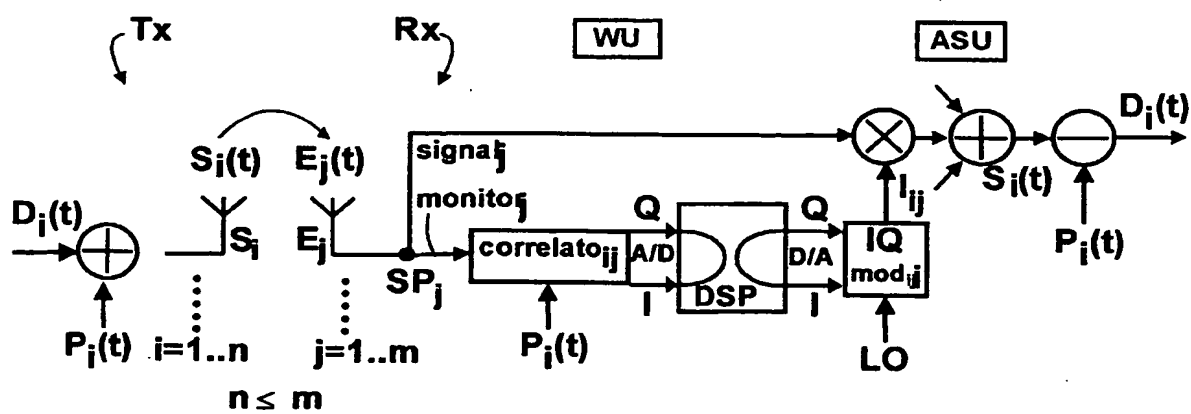 Tx
Rx
WU
ASU
Di(t)
Si(t)
Ej(t)
signalj
Iij
Si(t)
monitorj
Di(t)
Si
Ej
SPj
correlatoij
Q
A/D
I
DSP
Q
D/A
I
IQ
modij
Pi(t)
Pi(t)
i=1..n
j=1..m
Pi(t)
LO
n ≤ m